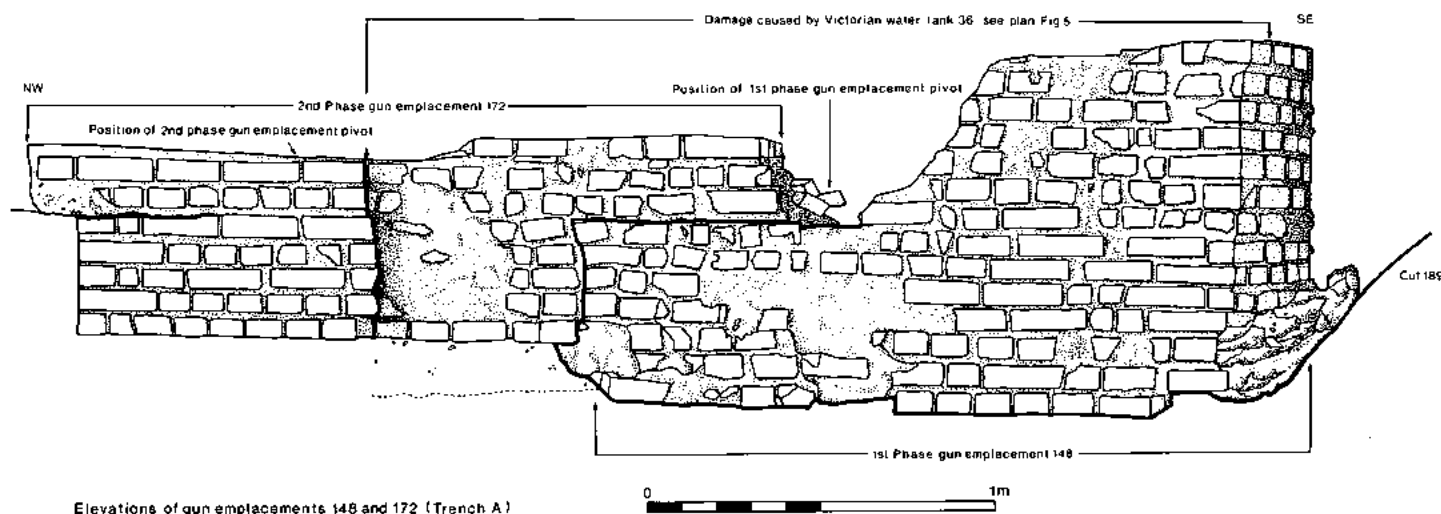 Damage caused by Victorian water tank 36 see plan Fig 5
SE
NW
2nd Phase gun emplacement 172
Position of 1st phase gun emplacement pivot
Position of 2nd phase gun emplacement pivot
Cut 189
1st Phase gun emplacement 148
Elevations of gun emplacements 148 and 172 (Trench A)
0 1m